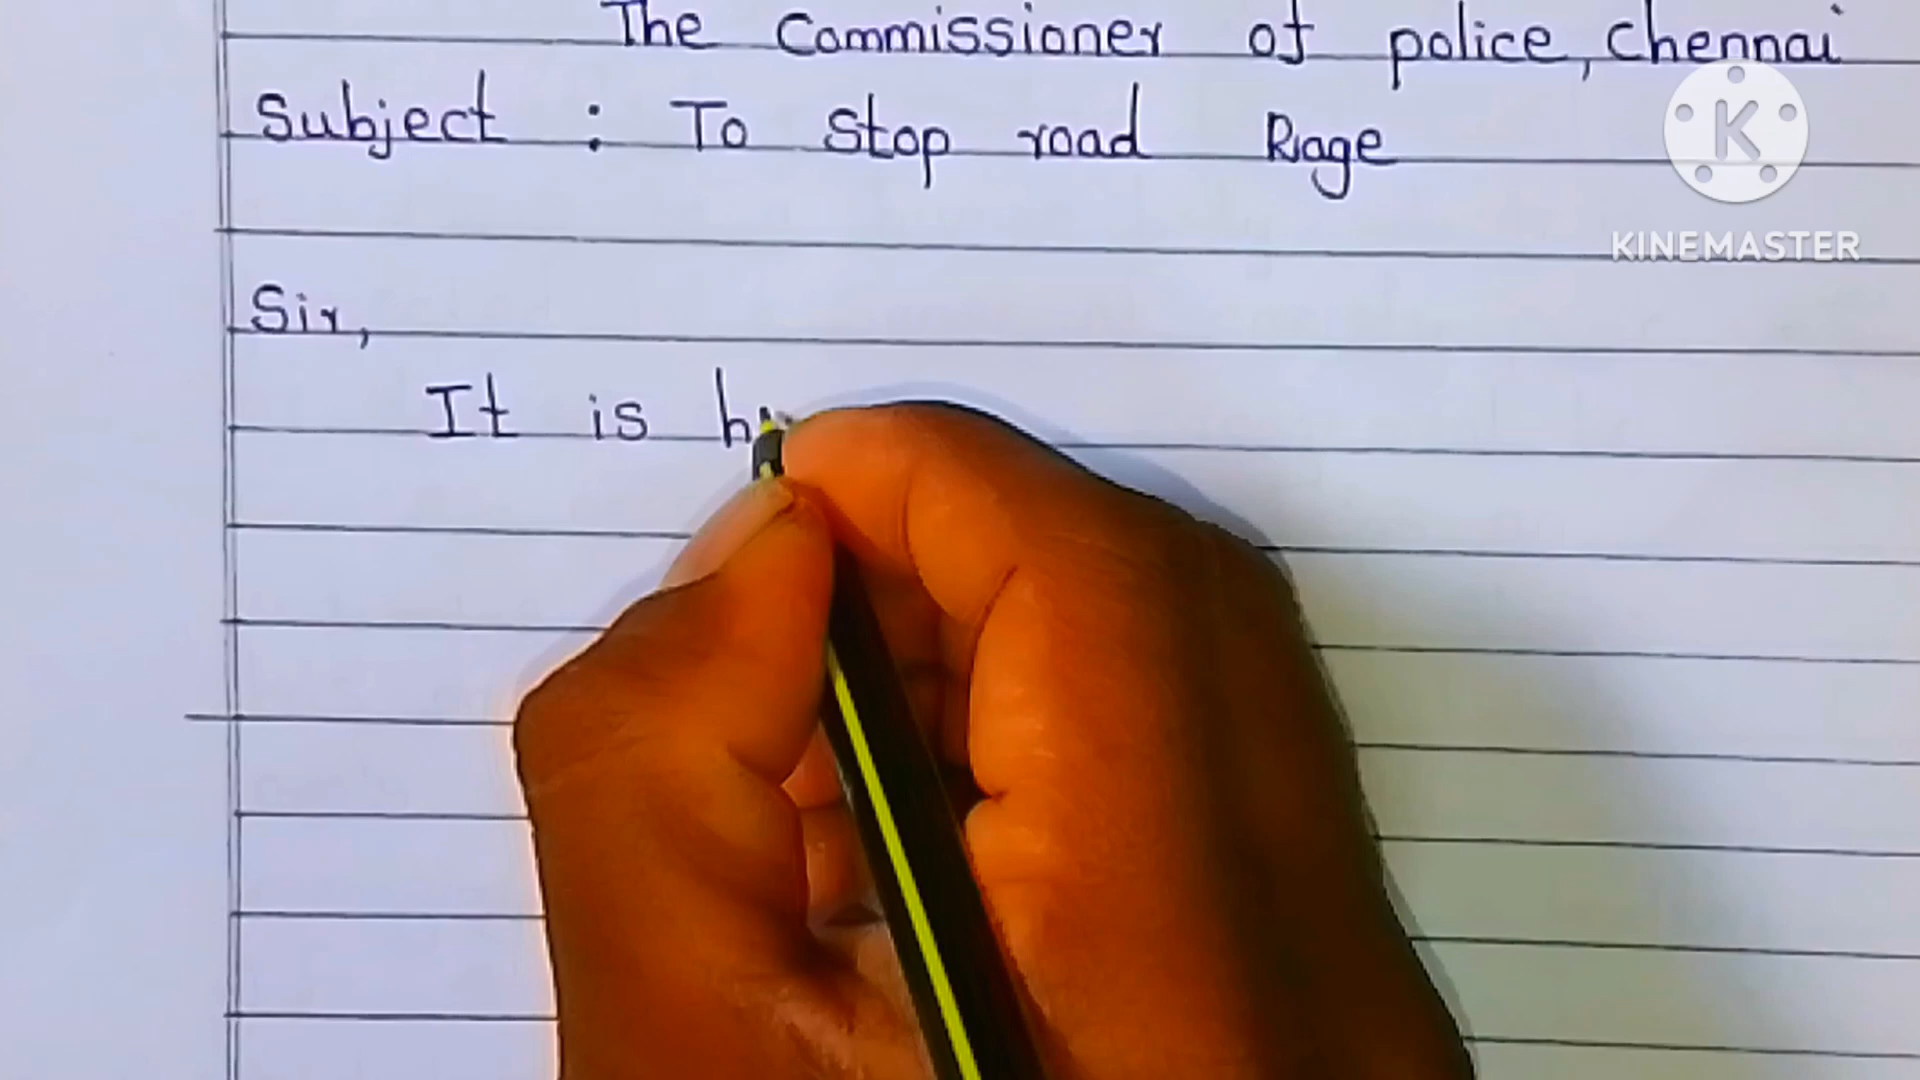 The Commissioner of police, Chennai
Subject : To Stop road Rage
K
KINEMASTER
Sir,
It is h